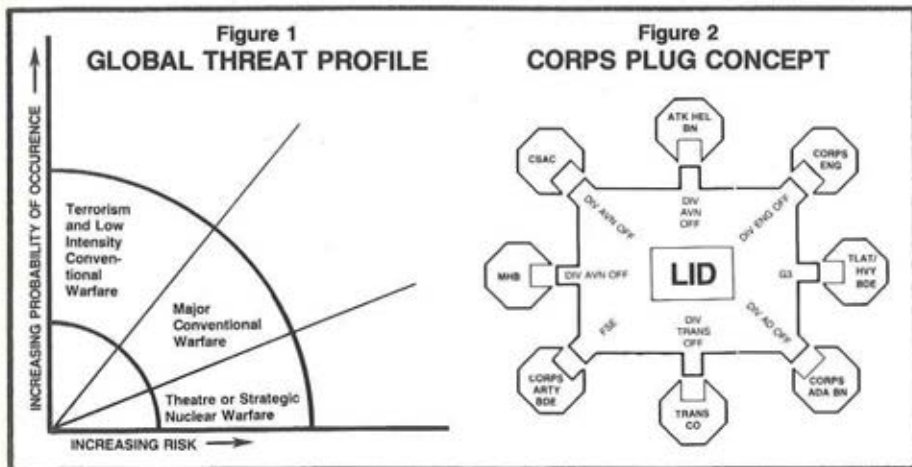 Figure 1
GLOBAL THREAT PROFILE
INCREASING PROBABILITY OF OCCURENCE
Terrorism
and Low
Intensity
Conven-
tional
Warfare
Major
Conventional
Warfare
Theatre or Strategic
Nuclear Warfare
INCREASING RISK
Figure 2
CORPS PLUG CONCEPT
ATK HEL
BN
CSAC
CORPS
ENG
DIV AVN OFF
DIV
AVN
OFF
DIV ENG OFF
MHB
DIV AVN OFF
LID
G3
TLAT/
HVY
BDE
FSE
DIV
TRANS
OFF
DIV AD OFF
CORPS
ARTY
BDE
TRANS
CO
CORPS
ADA BN